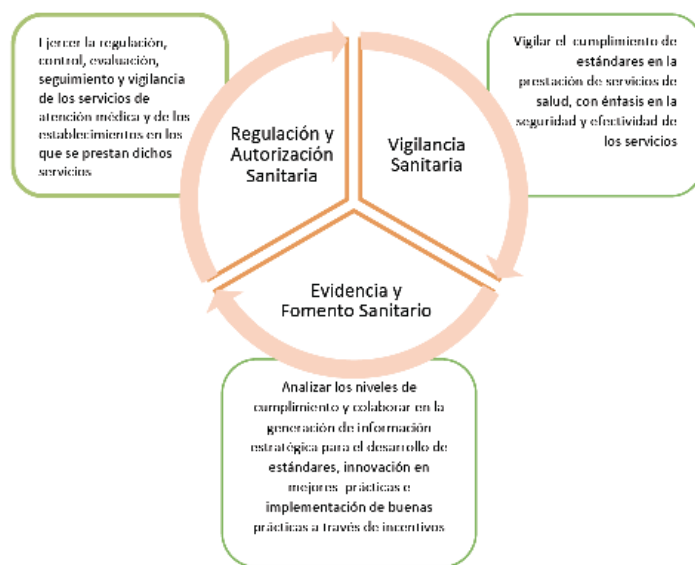 Ejercer la regulación,
control, evaluación,
seguimiento y vigilancia
de los servicios de
atención médica y de los
establecimientos en los
que se prestan dichos
servicios
Regulación y
Autorización
Sanitaria
Vigilancia
Sanitaria
Vigilar el cumplimiento de
estándares en la
prestación de servicios de
salud, con énfasis en la
seguridad y efectividad de
los servicios
Evidencia y
Fomento Sanitario
Analizar los niveles de
cumplimiento y colaborar en la
generación de información
estratégica para el desarrollo de
estándares, innovación en
mejores prácticas e
implementación de buenas
prácticas a través de incentivos